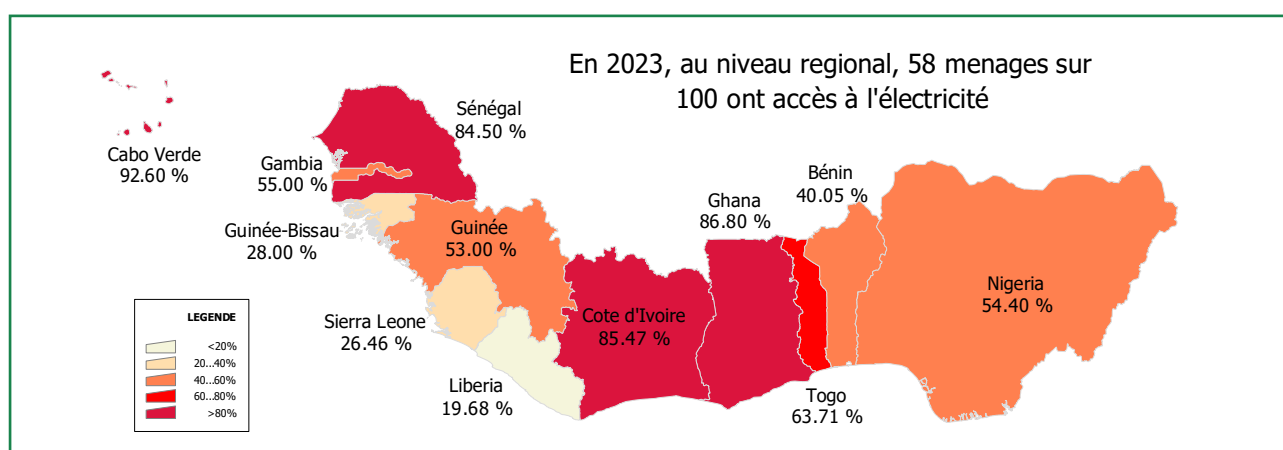 En 2023, au niveau regional, 58 menages sur
100 ont accès à l'électricité
Cabo Verde
92.60 %
Sénégal
84.50 %
Gambia
55.00 %
Guinée-Bissau
28.00 %
Guinée
53.00 %
Sierra Leone
26.46 %
Liberia
19.68 %
Cote d'Ivoire
85.47 %
Ghana
86.80 %
Togo
63.71 %
Bénin
40.05 %
Nigeria
54.40 %
LEGENDE
<20%
20...40%
40...60%
60...80%
>80%